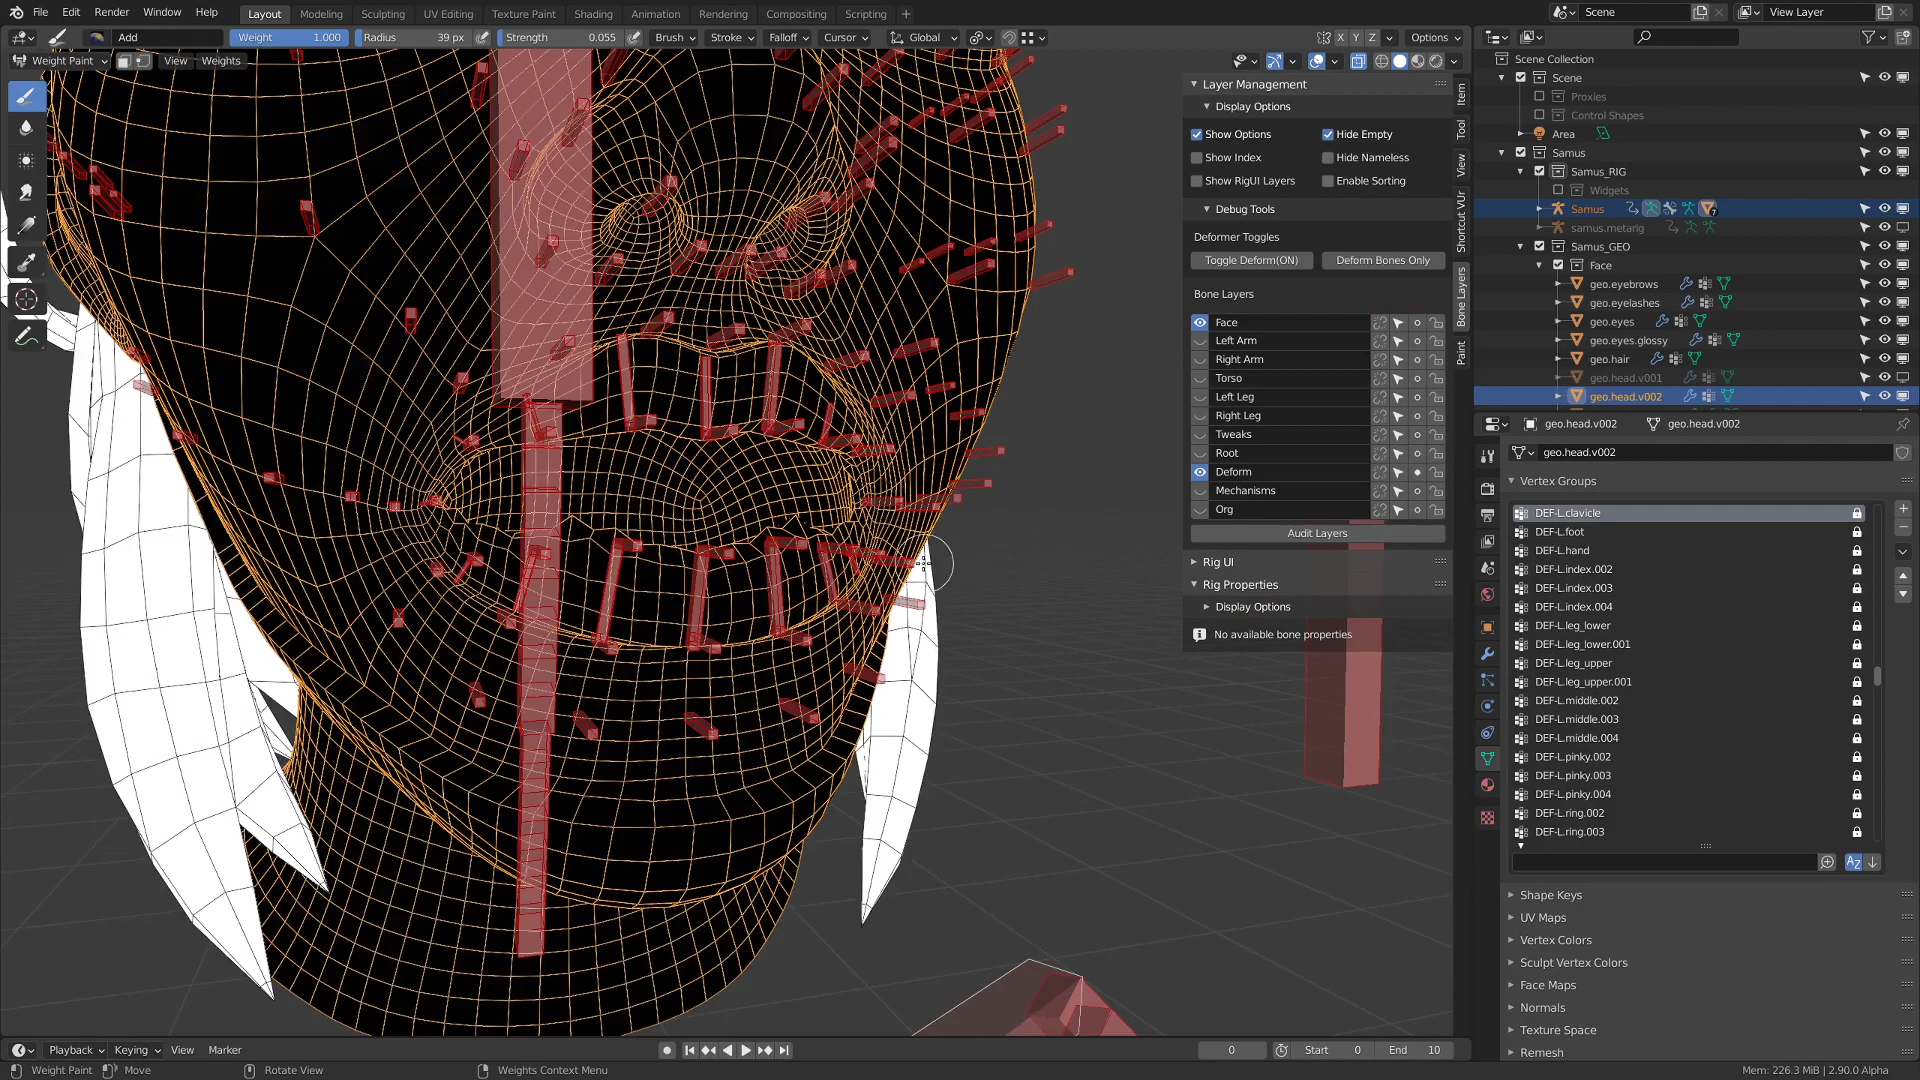 File Edit Render Window Help
Layout Modeling Sculpting UV Editing Texture Paint Shading Animation Rendering Compositing Scripting +
Scene View Layer
Add Weight 1.000 Radius 39 px Strength 0.055 Brush Stroke Falloff Cursor Global X Y Z Options
Weight Paint View Weights
Layer Management
Display Options
Show Options Hide Empty
Show Index Hide Nameless
Show RigUI Layers Enable Sorting
Debug Tools
Deformer Toggles
Toggle Deform(ON) Deform Bones Only
Bone Layers
Face
Left Arm
Right Arm
Torso
Left Leg
Right Leg
Tweaks
Root
Deform
Mechanisms
Org
Audit Layers
Rig UI
Rig Properties
Display Options
No available bone properties
Item
Tool
View
Shortcut VUr
Bone Layers
Paint
Scene Collection
Scene
Proxies
Control Shapes
Area
Samus
Samus_RIG
Widgets
Samus 7
samus.metarig
Samus_GEO
Face
geo.eyebrows
geo.eyelashes
geo.eyes
geo.eyes.glossy
geo.hair
geo.head.v001
geo.head.v002
geo.head.v002 geo.head.v002
geo.head.v002
Vertex Groups
DEF-L.clavicle
DEF-L.foot
DEF-L.hand
DEF-L.index.002
DEF-L.index.003
DEF-L.index.004
DEF-L.leg_lower
DEF-L.leg_lower.001
DEF-L.leg_upper
DEF-L.leg_upper.001
DEF-L.middle.002
DEF-L.middle.003
DEF-L.middle.004
DEF-L.pinky.002
DEF-L.pinky.003
DEF-L.pinky.004
DEF-L.ring.002
DEF-L.ring.003
AZ
Shape Keys
UV Maps
Vertex Colors
Sculpt Vertex Colors
Face Maps
Normals
Texture Space
Remesh
Playback Keying View Marker 0 Start 0 End 10
Weight Paint Move Rotate View Weights Context Menu Mem: 226.3 MiB | 2.90.0 Alpha